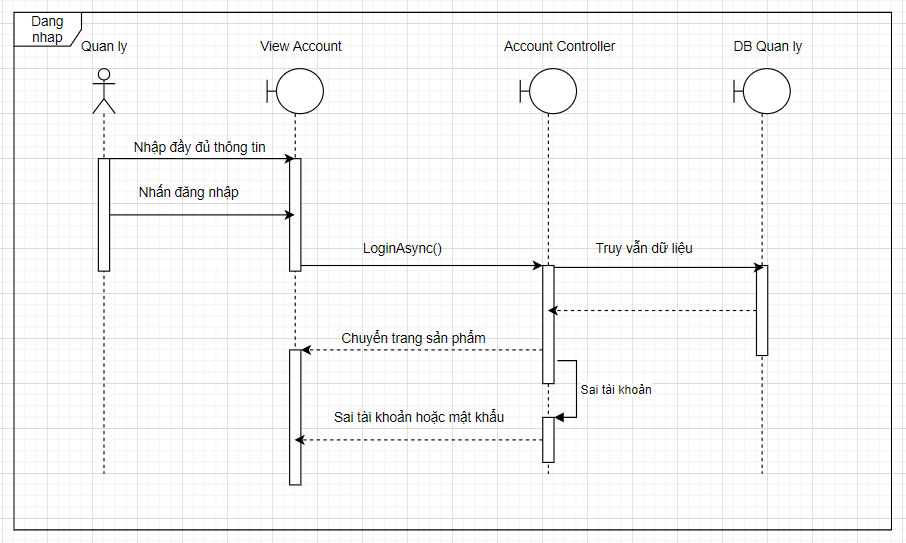 Dang
nhap
Quan ly
View Account
Account Controller
DB Quan ly
Nhập đầy đủ thông tin
Nhấn đăng nhập
LoginAsync()
Truy vẫn dữ liệu
Chuyển trang sản phẩm
Sai tài khoản
Sai tài khoản hoặc mật khẩu